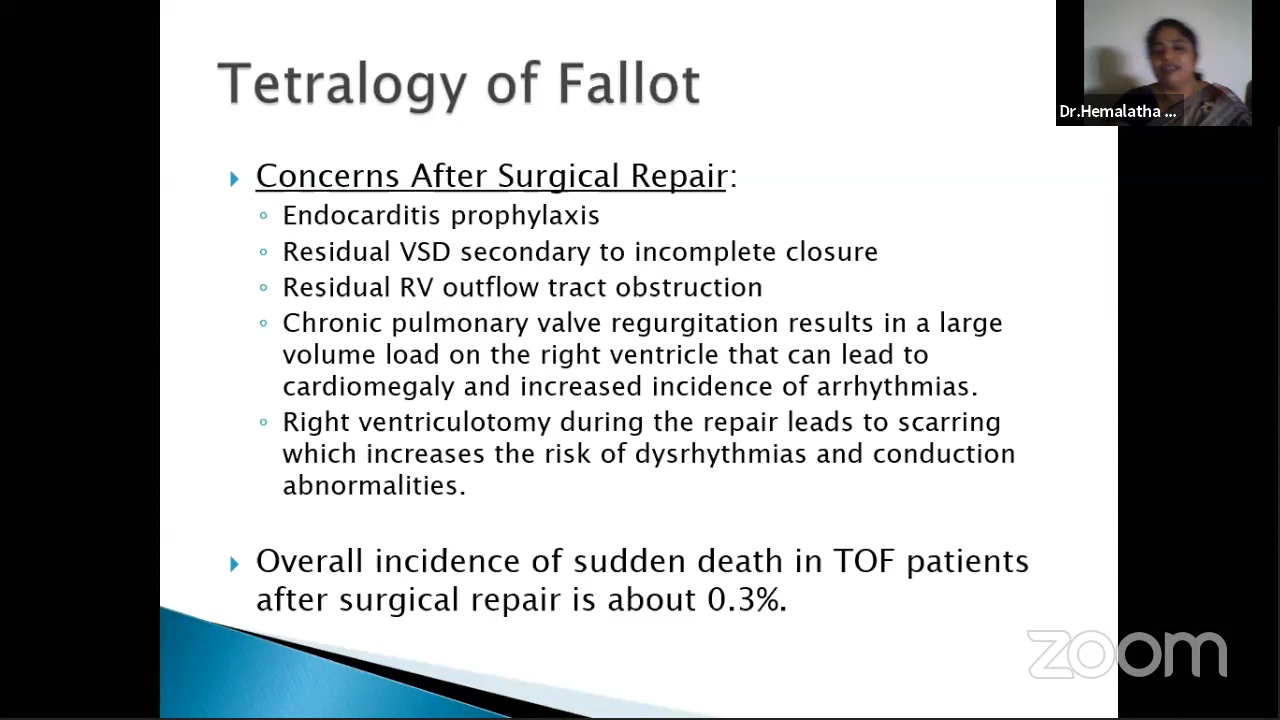 Tetralogy of Fallot
Dr.Hemalatha ...
Concerns After Surgical Repair:
Endocarditis prophylaxis
Residual VSD secondary to incomplete closure
Residual RV outflow tract obstruction
Chronic pulmonary valve regurgitation results in a large
volume load on the right ventricle that can lead to
cardiomegaly and increased incidence of arrhythmias.
Right ventriculotomy during the repair leads to scarring
which increases the risk of dysrhythmias and conduction
abnormalities.
Overall incidence of sudden death in TOF patients
after surgical repair is about 0.3%.
zoom